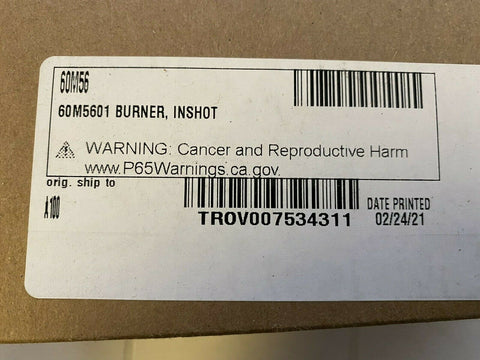 60M56
60M5601 BURNER, INSHOT
WARNING: Cancer and Reproductive Harm
www.P65Warnings.ca.gov.
orig. ship to
A100
TROV007534311
DATE PRINTED
02/24/21